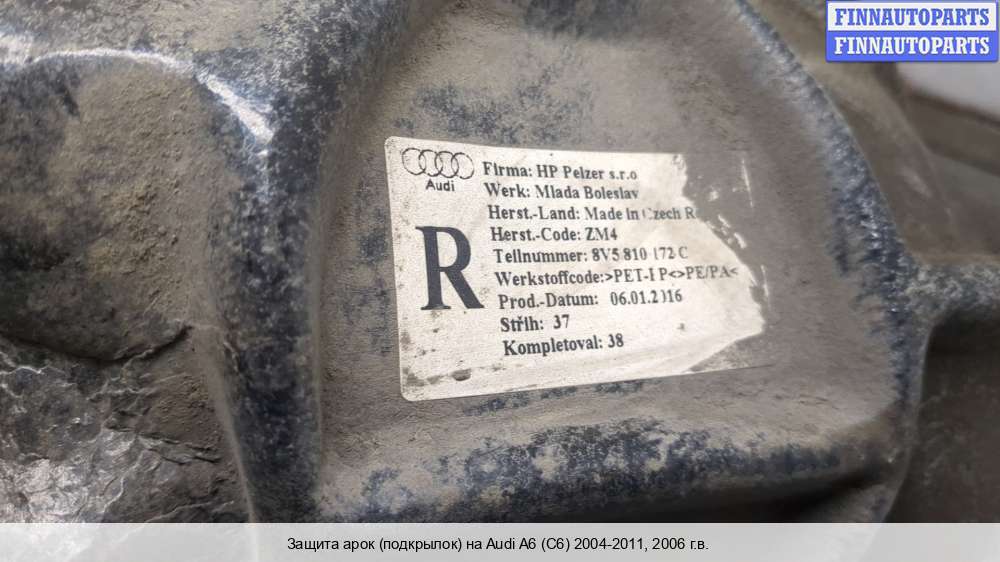 FINNAUTOPARTS
FINNAUTOPARTS
Audi
Firma: HP Pelzer s.r.o
Werk: Mlada Boleslav
Herst.-Land: Made in Czech
Herst.-Code: ZM4
R
Teilnummer: 8V5 810 172 C
Werkstoffcode:>PET-LP<>PE/PA<
Prod.-Datum: 06.01.2016
Střih: 37
Kompletoval: 38
Защита арок (подкрылок) на Audi A6 (C6) 2004-2011, 2006 г.в.